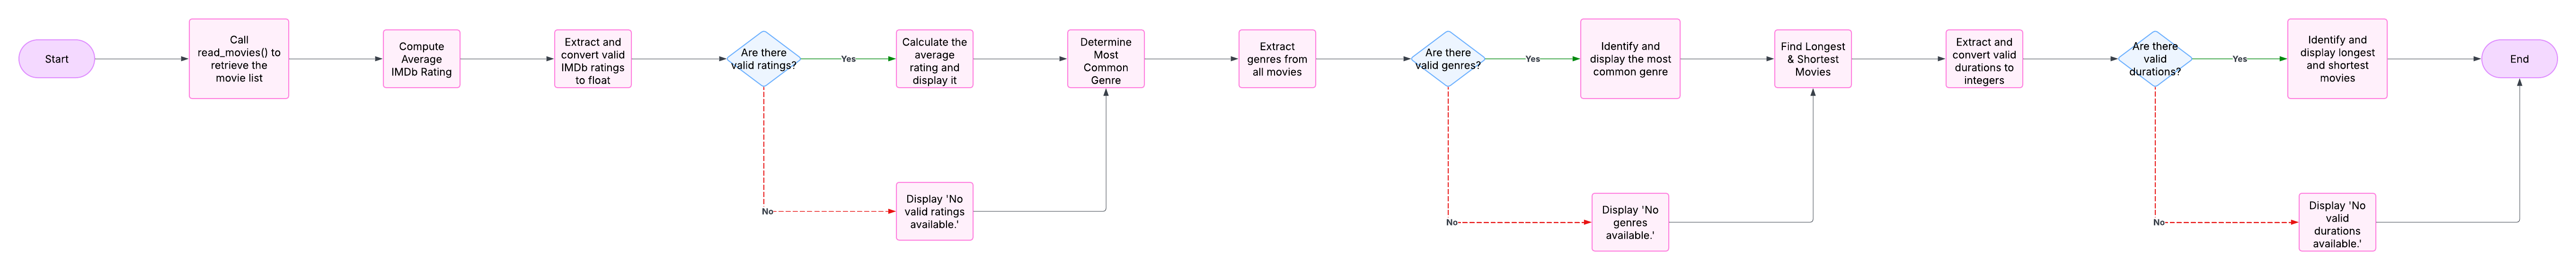 Start
Call
read_movies() to
retrieve the
movie list
Compute
Average
IMDb Rating
Extract and
convert valid
IMDb ratings
to float
Are there
valid ratings?
Yes
Calculate the
average
rating and
display it
Determine
Most
Common
Genre
Extract
genres from
all movies
Are there
valid genres?
Yes
Identify and
display the most
common genre
Find Longest
& Shortest
Movies
Extract and
convert valid
durations to
integers
Are there
valid
durations?
Yes
Identify and
display longest
and shortest
movies
End
No
Display 'No
valid ratings
available.'
No
Display 'No
genres
available.'
No
Display 'No
valid
durations
available.'